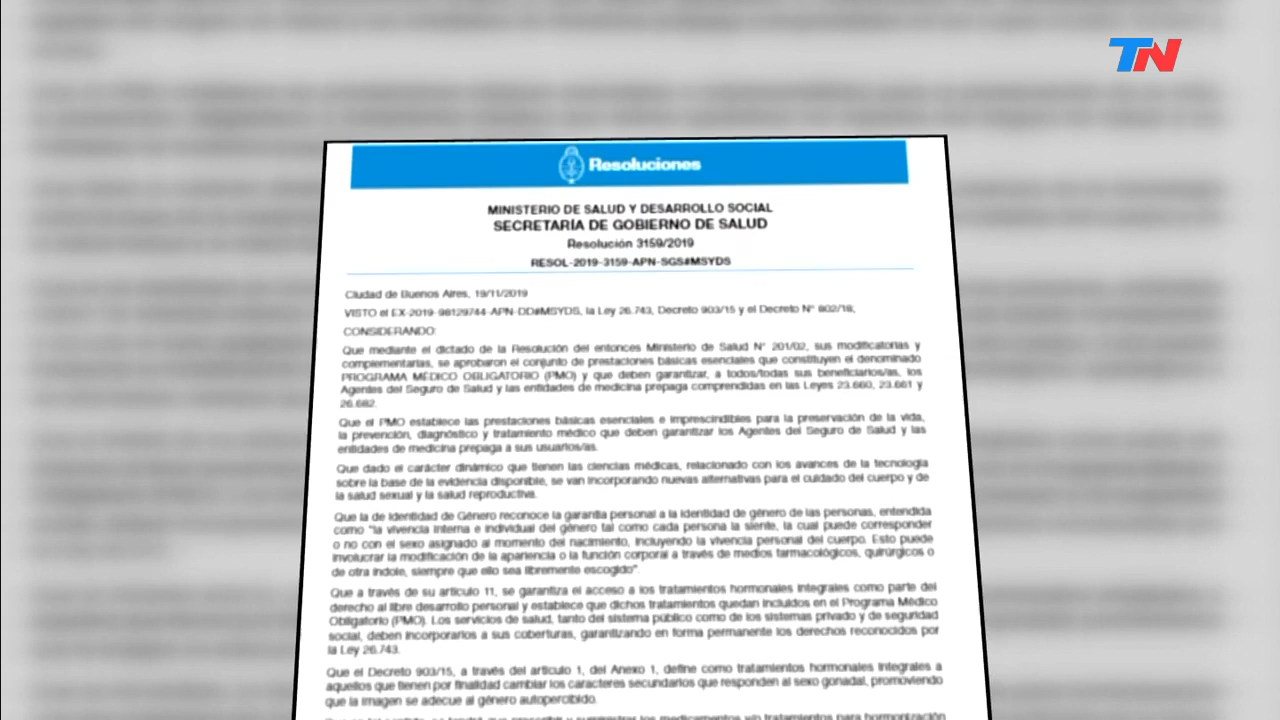 TN
Resoluciones
MINISTERIO DE SALUD Y DESARROLLO SOCIAL
SECRETARÍA DE GOBIERNO DE SALUD
Resolución 3159/2019
RESOL-2019-3159-APN-SGS#MSYDS
Ciudad de Buenos Aires, 19/11/2019
VISTO el EX-2019-98129744-APN-DD#MSYDS, la Ley 26.743, Decreto 903/15 y el Decreto N° 802/18,
CONSIDERANDO:
Que mediante el dictado de la Resolución del entonces Ministerio de Salud N° 201/02, sus modificatorias y
complementarias, se aprobaron el conjunto de prestaciones básicas esenciales que constituyen el denominado
PROGRAMA MÉDICO OBLIGATORIO (PMO) y que deben garantizar, a todos/todas sus beneficiarios/as, los
Agentes del Seguro de Salud y las entidades de medicina prepaga comprendidas en las Leyes 23.660, 23.661 y
26.682.
Que el PMO establece las prestaciones básicas esenciales e imprescindibles para la preservación de la vida,
la prevención, diagnóstico y tratamiento médico que deben garantizar los Agentes del Seguro de Salud y las
entidades de medicina prepaga a sus usuarios/as.
Que dado el carácter dinámico que tienen las ciencias médicas, relacionado con los avances de la tecnología
sobre la base de la evidencia disponible, se van incorporando nuevas alternativas para el cuidado del cuerpo y de
la salud sexual y la salud reproductiva.
Que la de Identidad de Género reconoce la garantía personal a la identidad de género de las personas, entendida
como "la vivencia interna e individual del género tal como cada persona la siente, la cual puede corresponder
o no con el sexo asignado al momento del nacimiento, incluyendo la vivencia personal del cuerpo. Esto puede
involucrar la modificación de la apariencia o la función corporal a través de medios farmacológicos, quirúrgicos o
de otra índole, siempre que ello sea libremente escogido".
Que a través de su artículo 11, se garantiza el acceso a los tratamientos hormonales integrales como parte del
derecho al libre desarrollo personal y establece que dichos tratamientos quedan incluidos en el Programa Médico
Obligatorio (PMO). Los servicios de salud, tanto del sistema público como de los sistemas privado y de seguridad
social, deben incorporarlos a sus coberturas, garantizando en forma permanente los derechos reconocidos por
la Ley 26.743.
Que el Decreto 903/15, a través del artículo 1, del Anexo 1, define como tratamientos hormonales integrales a
aquellos que tienen por finalidad cambiar los caracteres secundarios que responden al sexo gonadal, promoviendo
que la imagen se adecue al género autopercibido.